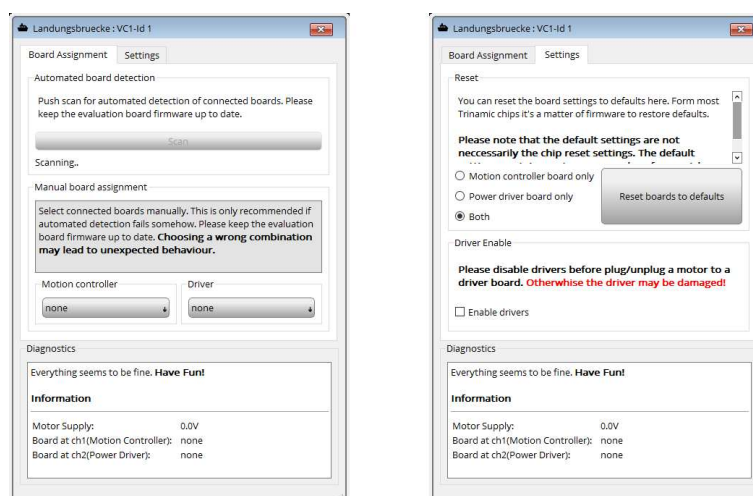 Landungsbruecke : VC1-Id 1
Board Assignment Settings
Automated board detection
Push scan for automated detection of connected boards. Please
keep the evaluation board firmware up to date.
Scan
Scanning..
Manual board assignment
Select connected boards manually. This is only recommended if
automated detection fails somehow. Please keep the evaluation
board firmware up to date. Choosing a wrong combination
may lead to unexpected behaviour.
Motion controller Driver
none none
Diagnostics
Everything seems to be fine. Have Fun!
Information
Motor Supply: 0.0V
Board at ch1(Motion Controller): none
Board at ch2(Power Driver): none
Landungsbruecke : VC1-Id 1
Board Assignment Settings
Reset
You can reset the board settings to defaults here. Form most
Trinamic chips it's a matter of firmware to restore defaults.
Please note that the default settings are not
neccessarily the chip reset settings. The default
Motion controller board only
Power driver board only
Both
Reset boards to defaults
Driver Enable
Please disable drivers before plug/unplug a motor to a
driver board. Otherwhise the driver may be damaged!
Enable drivers
Diagnostics
Everything seems to be fine. Have Fun!
Information
Motor Supply: 0.0V
Board at ch1(Motion Controller): none
Board at ch2(Power Driver): none